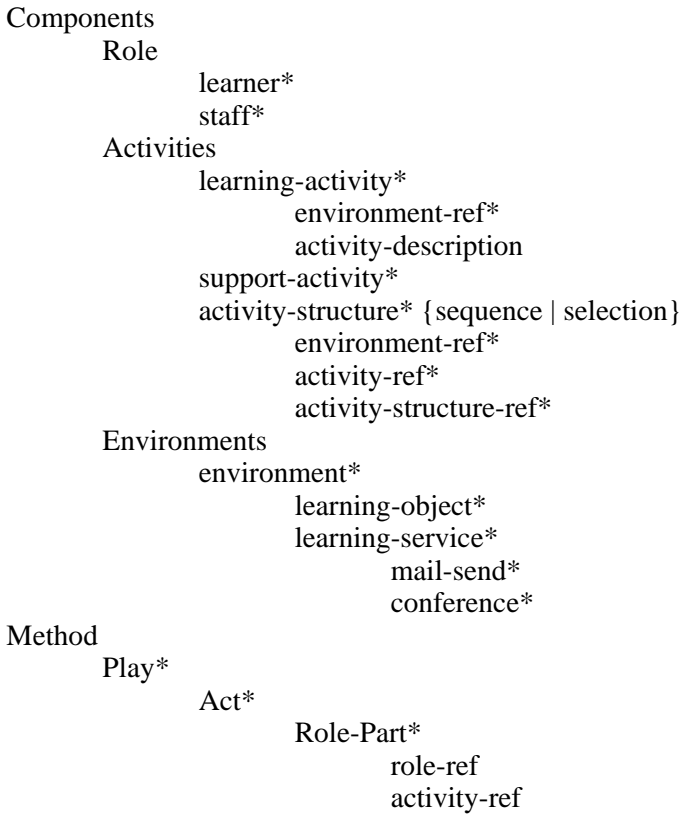 Components
Role
learner*
staff*
Activities
learning-activity*
environment-ref*
activity-description
support-activity*
activity-structure* {sequence | selection}
environment-ref*
activity-ref*
activity-structure-ref*
Environments
environment*
learning-object*
learning-service*
mail-send*
conference*
Method
Play*
Act*
Role-Part*
role-ref
activity-ref